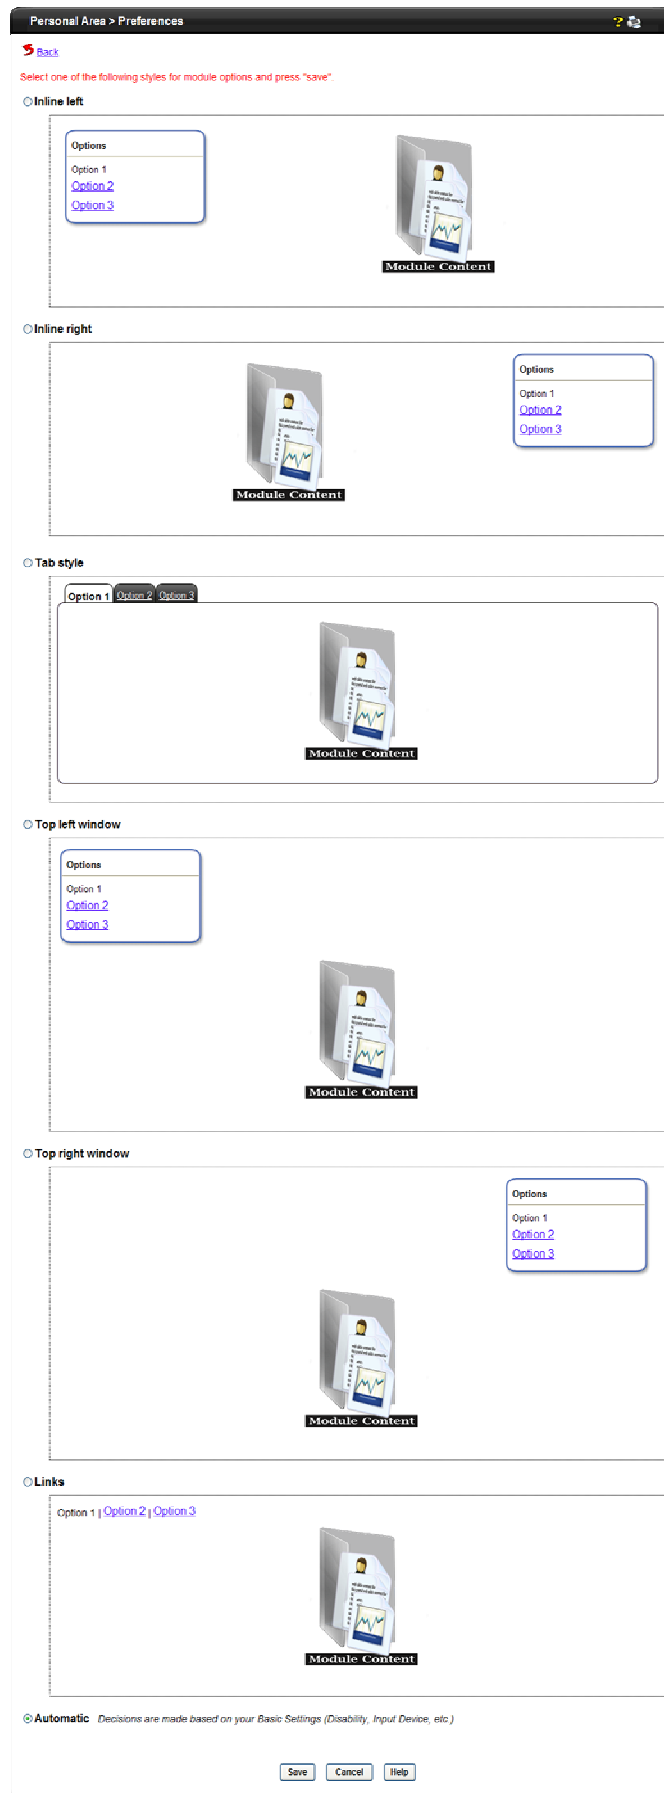 Personal Area > Preferences
Back
Select one of the following styles for module options and press "save".
Inline left
Options
Option 1
Option 2
Option 3
Module Content
Inline right
Options
Option 1
Option 2
Option 3
Module Content
Tab style
Option 1 Option 2 Option 3
Module Content
Top left window
Options
Option 1
Option 2
Option 3
Module Content
Top right window
Options
Option 1
Option 2
Option 3
Module Content
Links
Option 1 | Option 2 | Option 3
Module Content
Automatic Decisions are made based on your Basic Settings (Disability, Input Device, etc.)
Save Cancel Help